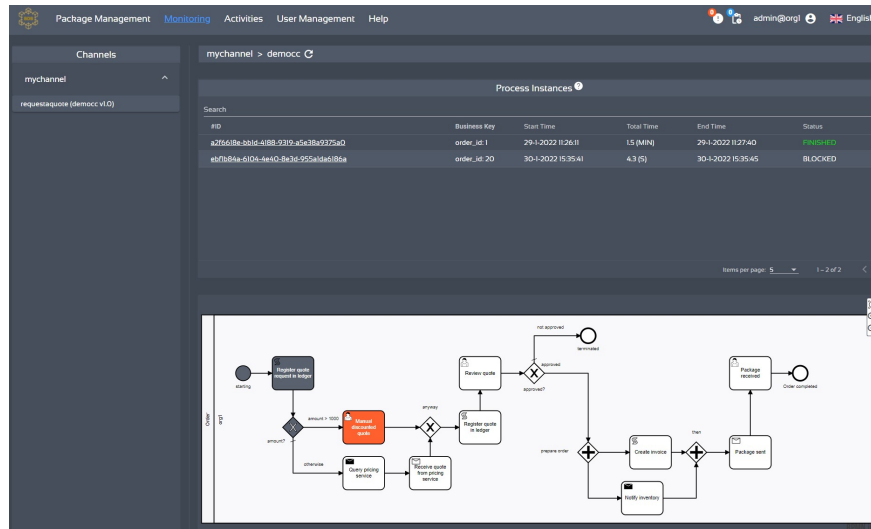 Package Management Monitoring Activities User Management Help
0 0 admin@org1 English
Channels
mychannel
requestaquote (democc v1.0)
mychannel > democc
Process Instances ?
Search
#ID Business Key Start Time Total Time End Time Status
a2f6618e-bb1d-4188-9319-a5e38a9375a0 order_id: 1 29-1-2022 11:26:11 1.5 (MIN) 29-1-2022 11:27:40 FINISHED
ebf1b84a-6104-4e40-8e3d-955a1da6186a order_id: 20 30-1-2022 15:35:41 4.3 (S) 30-1-2022 15:35:45 BLOCKED
Items per page: 5 1 – 2 of 2
Order
org1
starting
Register quote
request in ledger
amount?
amount > 1000
otherwise
Manual
discounted
quote
Query pricing
service
Receive quote
from pricing
service
anyway
Register quote
in ledger
Review quote
approved?
not approved
terminated
approved
prepare order
Create invoice
Notify inventory
then
Package sent
Package
received
Order completed